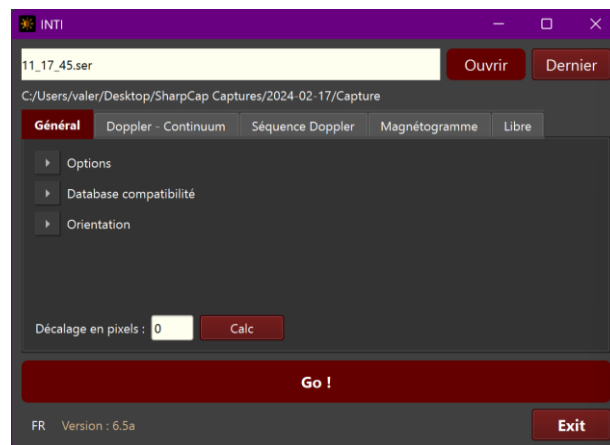 INTI
11_17_45.ser Ouvrir Dernier
C:/Users/valer/Desktop/SharpCap Captures/2024-02-17/Capture
Général Doppler - Continuum Séquence Doppler Magnétogramme Libre
Options
Database compatibilité
Orientation
Décalage en pixels : 0 Calc
Go !
FR Version : 6.5a Exit